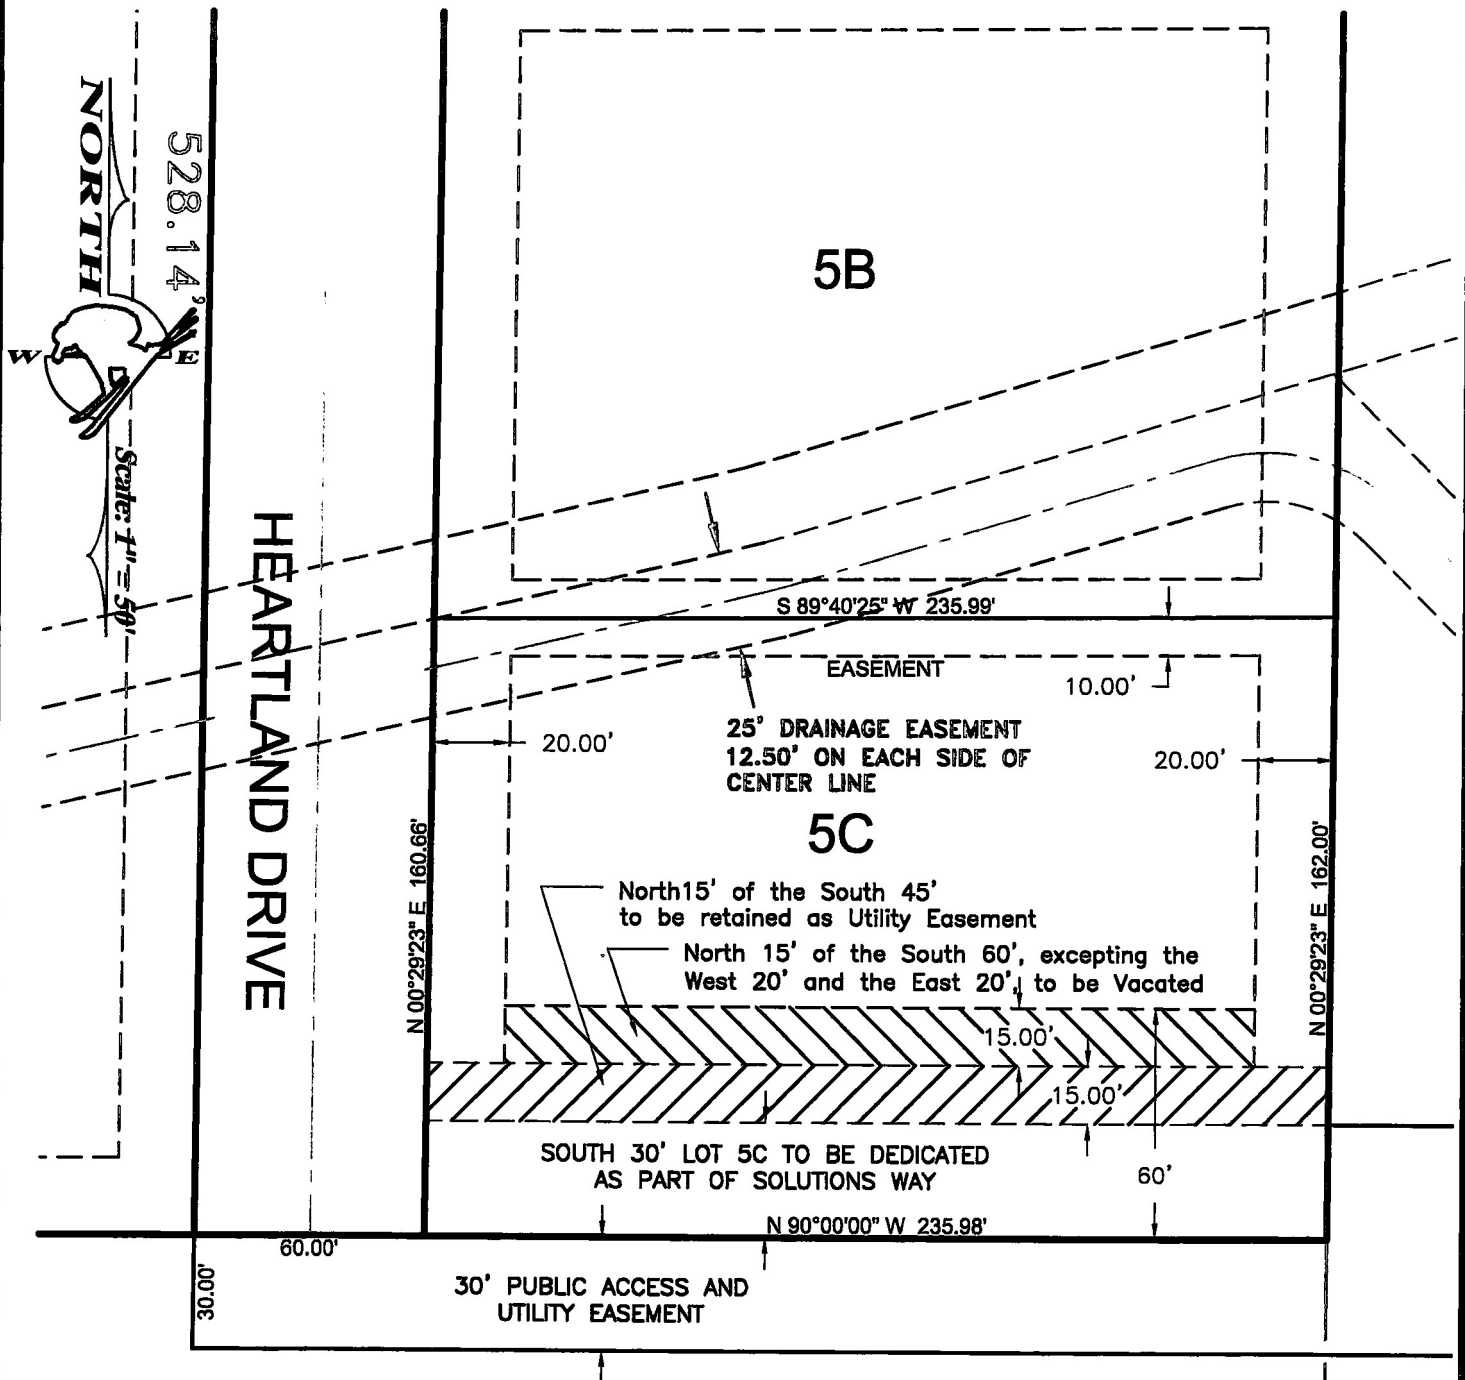 NORTH
528.14'
W
E
Scale: 1" = 50'
HEARTLAND DRIVE
5B
S 89°40'25" W 235.99'
EASEMENT
10.00'
25' DRAINAGE EASEMENT
12.50' ON EACH SIDE OF
CENTER LINE
20.00'
20.00'
5C
N 00°29'23" E 160.66'
N 00°29'23" E 162.00'
North15' of the South 45'
to be retained as Utility Easement
North 15' of the South 60', excepting the
West 20' and the East 20', to be Vacated
15.00'
15.00'
SOUTH 30' LOT 5C TO BE DEDICATED
AS PART OF SOLUTIONS WAY
60'
N 90°00'00" W 235.98'
60.00'
30.00'
30' PUBLIC ACCESS AND
UTILITY EASEMENT